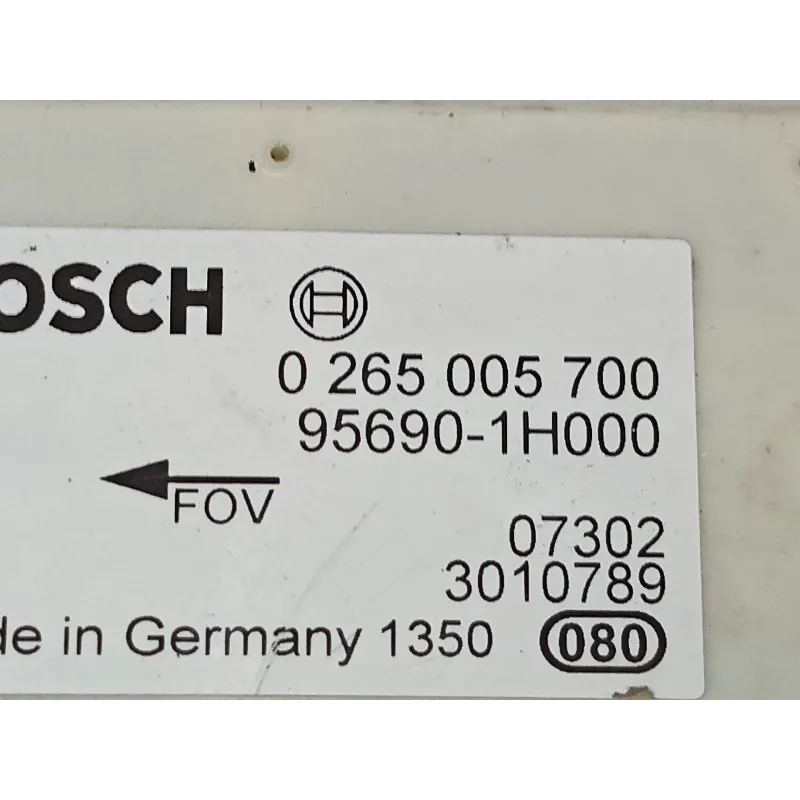 OSCH
0 265 005 700
95690-1H000
FOV
07302
3010789
de in Germany 1350 080